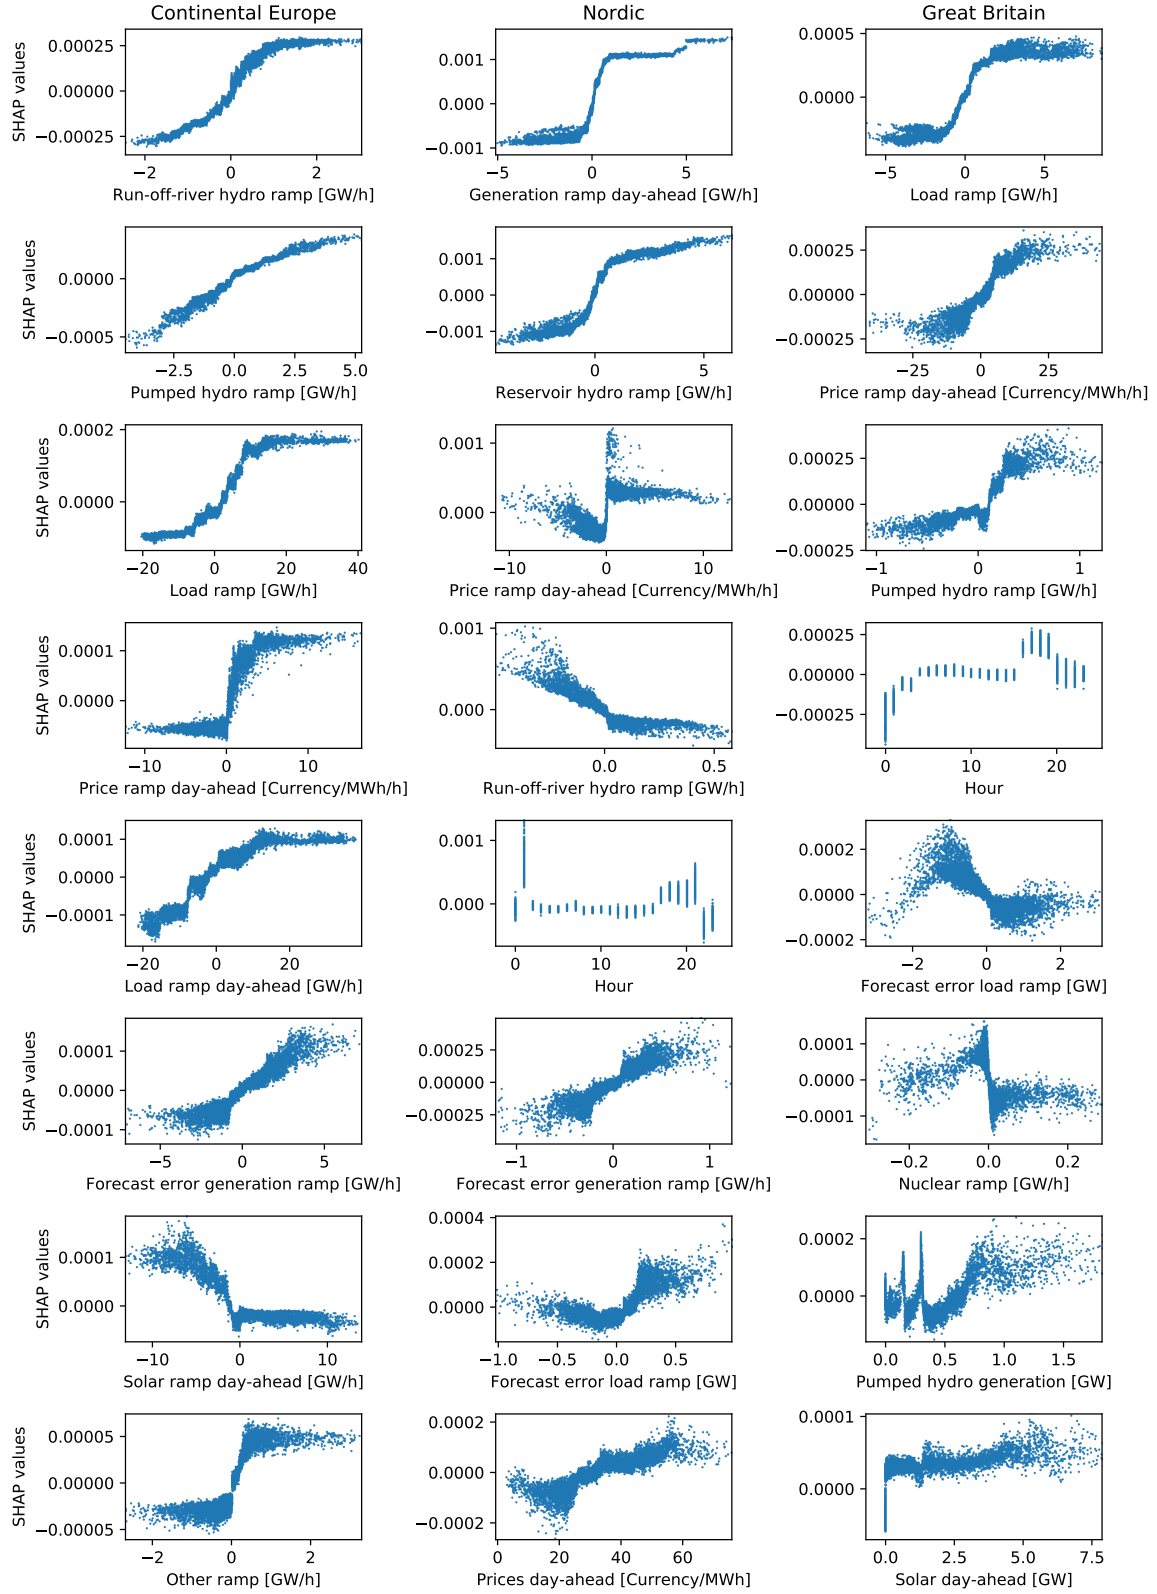 Continental Europe Nordic Great Britain
SHAP values
0.00025
0.00000
−0.00025
−2 0 2
Run-off-river hydro ramp [GW/h]
0.001
0.000
−0.001
−5 0 5
Generation ramp day-ahead [GW/h]
0.0005
0.0000
−5 0 5
Load ramp [GW/h]
SHAP values
0.0000
−0.0005
−2.5 0.0 2.5 5.0
Pumped hydro ramp [GW/h]
0.001
0.000
−0.001
0 5
Reservoir hydro ramp [GW/h]
0.00025
0.00000
−0.00025
−25 0 25
Price ramp day-ahead [Currency/MWh/h]
SHAP values
0.0002
0.0000
−20 0 20 40
Load ramp [GW/h]
0.001
0.000
−10 0 10
Price ramp day-ahead [Currency/MWh/h]
0.00025
0.00000
−0.00025
−1 0 1
Pumped hydro ramp [GW/h]
SHAP values
0.0001
0.0000
−10 0 10
Price ramp day-ahead [Currency/MWh/h]
0.001
0.000
0.0 0.5
Run-off-river hydro ramp [GW/h]
0.00025
0.00000
−0.00025
0 10 20
Hour
SHAP values
0.0001
0.0000
−0.0001
−20 0 20
Load ramp day-ahead [GW/h]
0.001
0.000
0 10 20
Hour
0.0002
0.0000
−0.0002
−2 0 2
Forecast error load ramp [GW]
SHAP values
0.0001
0.0000
−0.0001
−5 0 5
Forecast error generation ramp [GW/h]
0.00025
0.00000
−0.00025
−1 0 1
Forecast error generation ramp [GW/h]
0.0001
0.0000
−0.0001
−0.2 0.0 0.2
Nuclear ramp [GW/h]
SHAP values
0.0001
0.0000
−10 0 10
Solar ramp day-ahead [GW/h]
0.0004
0.0002
0.0000
−0.0001
−1.0 −0.5 0.0 0.5
Forecast error load ramp [GW]
0.0002
0.0000
0.0 0.5 1.0 1.5
Pumped hydro generation [GW]
SHAP values
0.00005
0.00000
−0.00005
−2 0 2
Other ramp [GW/h]
0.0002
0.0000
−0.0002
0 20 40 60
Prices day-ahead [Currency/MWh]
0.0001
0.0000
0.0 2.5 5.0 7.5
Solar day-ahead [GW]